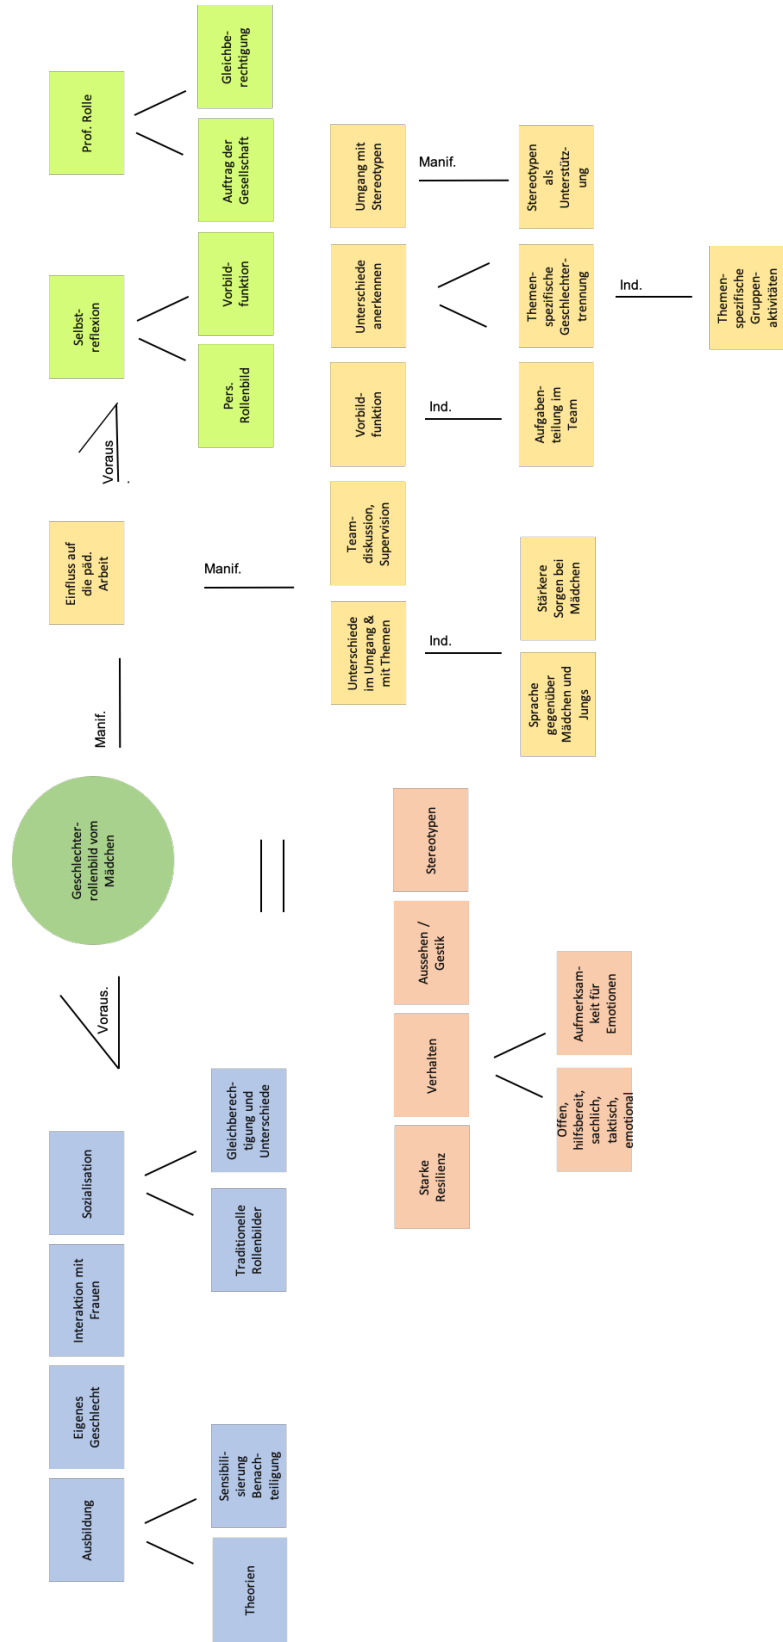 Ausbildung
Eigenes
Geschlecht
Interaktion mit
Frauen
Sozialisation
Voraus.
Geschlechter-
rollenbild vom
Mädchen
Manif.
Einfluss auf
die päd.
Arbeit
Voraus
.
Selbst-
reflexion
Prof. Rolle
Theorien
Sensibili-
sierung
Benach-
teiligung
Traditionelle
Rollenbilder
Gleichberech-
tigung und
Unterschiede
Pers.
Rollenbild
Vorbild-
funktion
Auftrag der
Gesellschaft
Gleichbe-
rechtigung
Manif.
Unterschiede
im Umgang &
mit Themen
Team-
diskussion,
Supervision
Vorbild-
funktion
Unterschiede
anerkennen
Umgang mit
Stereotypen
Starke
Resilienz
Verhalten
Aussehen /
Gestik
Stereotypen
Ind.
Ind.
Manif.
Sprache
gegenüber
Mädchen und
Jungs
Stärkere
Sorgen bei
Mädchen
Aufgaben-
teilung im
Team
Themen-
spezifische
Geschlechter-
trennung
Stereotypen
als
Unterstütz-
ung
Offen,
hilfsbereit,
sachlich,
taktisch,
emotional
Aufmerksam-
keit für
Emotionen
Ind.
Themen-
spezifische
Gruppen-
aktivitäten